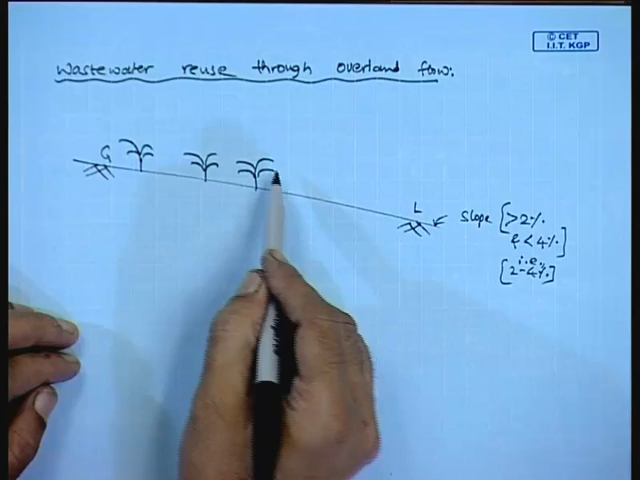 © CET
I.I.T. KGP
Wastewater reuse through overland flow:
G
L
slope [>2%.
& <4%.]
i.e.
[2-4%]